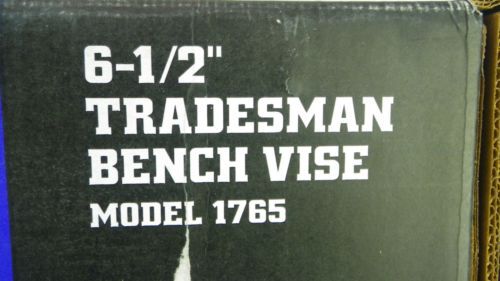 6-1/2"
TRADESMAN
BENCH VISE
MODEL 1765